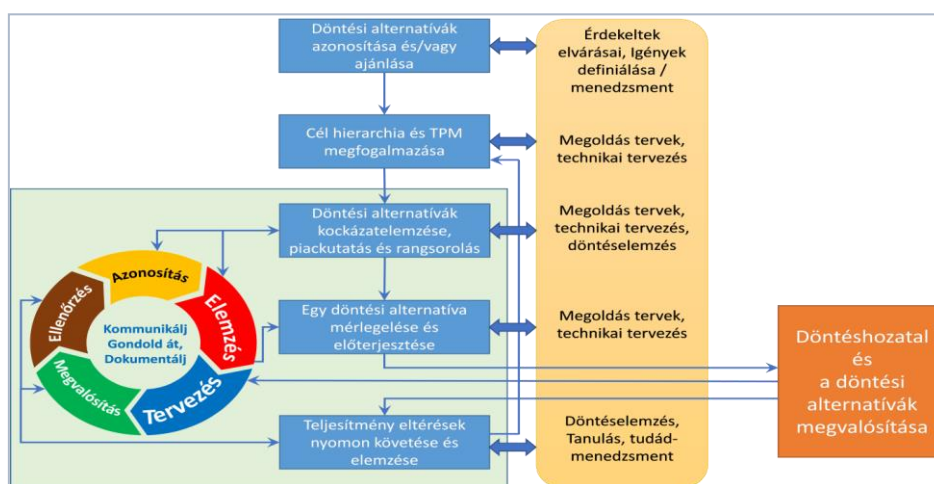 Döntési alternatívák
azonosítása és/vagy
ajánlása
Érdekeltek
elvárásai, Igények
definiálása /
menedzsment
Cél hierarchia és TPM
megfogalmazása
Megoldás tervek,
technikai tervezés
Döntési alternatívák
kockázatelemzése,
piackutatás és rangsorolás
Megoldás tervek,
technikai tervezés,
döntéselemzés
Azonosítás
Elemzés
Tervezés
Megvalósítás
Ellenőrzés
Kommunikálj
Gondold át,
Dokumentálj
Egy döntési alternatíva
mérlegelése és
előterjesztése
Megoldás tervek,
technikai tervezés
Döntéshozatal
és
a döntési
alternatívák
megvalósítása
Teljesítmény eltérések
nyomon követése és
elemzése
Döntéselemzés,
Tanulás, tudád-
menedzsment